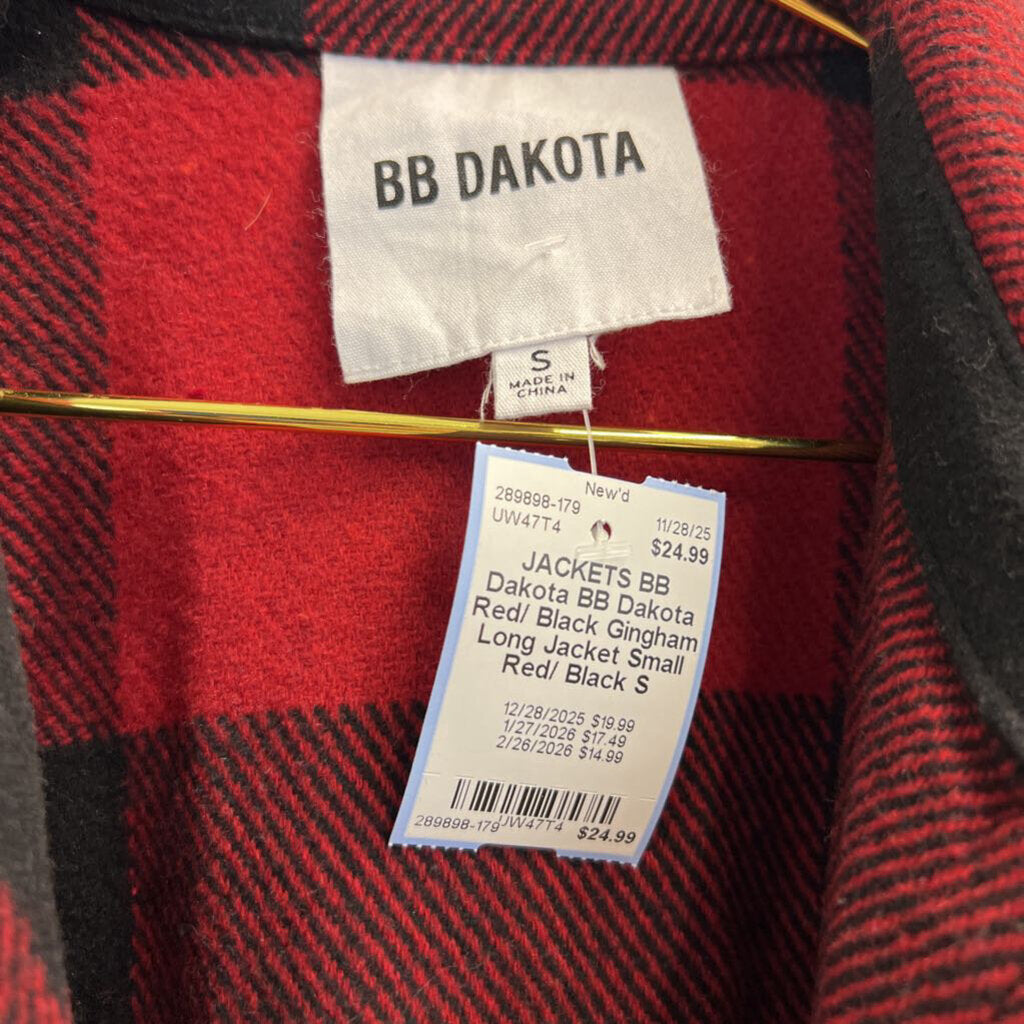 BB DAKOTA
S
MADE IN
CHINA
New'd
289898-179
UW47T4
11/28/25
$24.99
JACKETS BB
Dakota BB Dakota
Red/ Black Gingham
Long Jacket Small
Red/ Black S
12/28/2025 $19.99
1/27/2026 $17.49
2/26/2026 $14.99
289898-179 UW47T4 $24.99